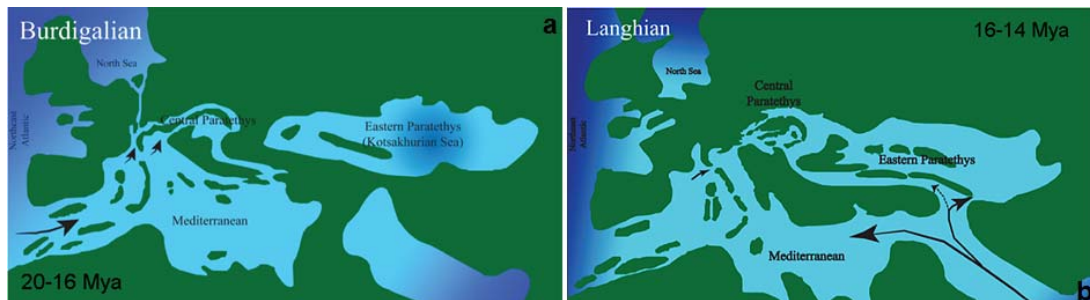 Burdigalian
a
North Sea
Northeast
Atlantic
Central Paratethys
Eastern Paratethys
(Kotsakhurian Sea)
Mediterranean
20-16 Mya
Langhian
16-14 Mya
North Sea
Northeast
Atlantic
Central
Paratethys
Eastern Paratethys
Mediterranean
b